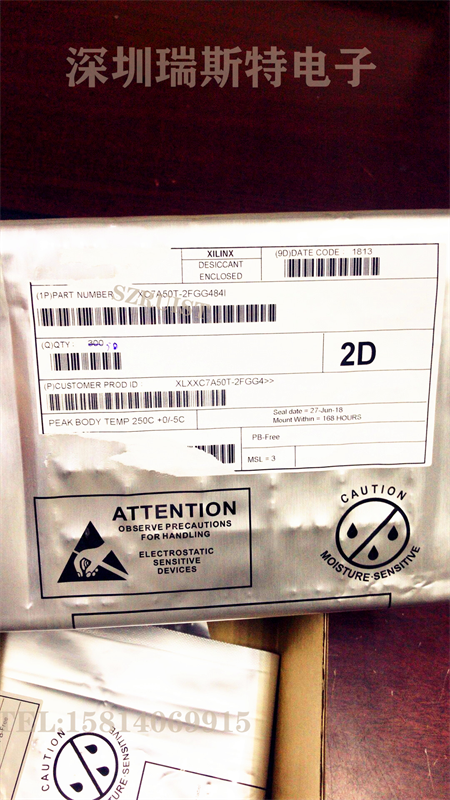 深圳瑞斯特电子
XILINX
DESICCANT
ENCLOSED
(9D)DATE CODE 1813
(1P)PART NUMBER XC7A50T-2FGG484I
(Q)QTY: 300
2D
(P)CUSTOMER PROD ID : XLXXC7A50T-2FGG4>>
PEAK BODY TEMP 250C +0/-5C
Seal date = 27-Jun-18
Mount Within = 168 HOURS
PB-Free
MSL = 3
ATTENTION
OBSERVE PRECAUTIONS
FOR HANDLING
ELECTROSTATIC
SENSITIVE
DEVICES
CAUTION
MOISTURE-SENSITIVE
TEL:15814069915
CAUTION